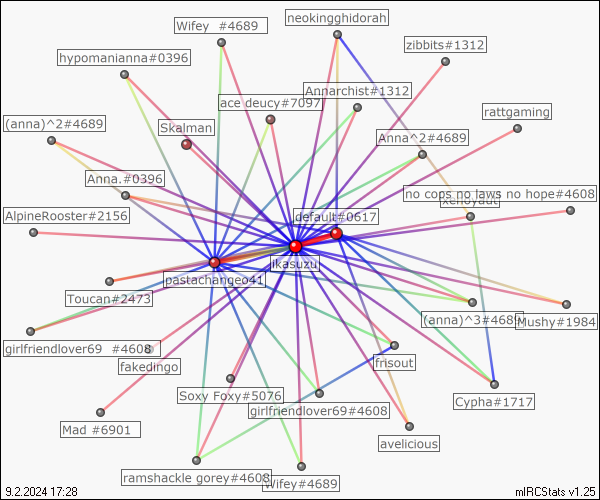 neokingghidorah
Wifey #4689
zibbits#1312
hypomanianna#0396
Annarchist#1312
ace deucy#7097
rattgaming
(anna)^2#4689
Skalman
Anna^2#4689
Anna.#0396
no cops no laws no hope#4608
AlpineRooster#2156
default#0617
likasuzu
pastachangeo41
Toucan#2473
(anna)^3#4689
Mushy#1984
girlfriendlover69 #4608
fakedingo
frisout
Soxy Foxy#5076
girlfriendlover69#4608
Cypha#1717
Mad #6901
avelicious
ramshackle gorey#4608
Wifey#4689
9.2.2024 17:28
mIRCStats v1.25